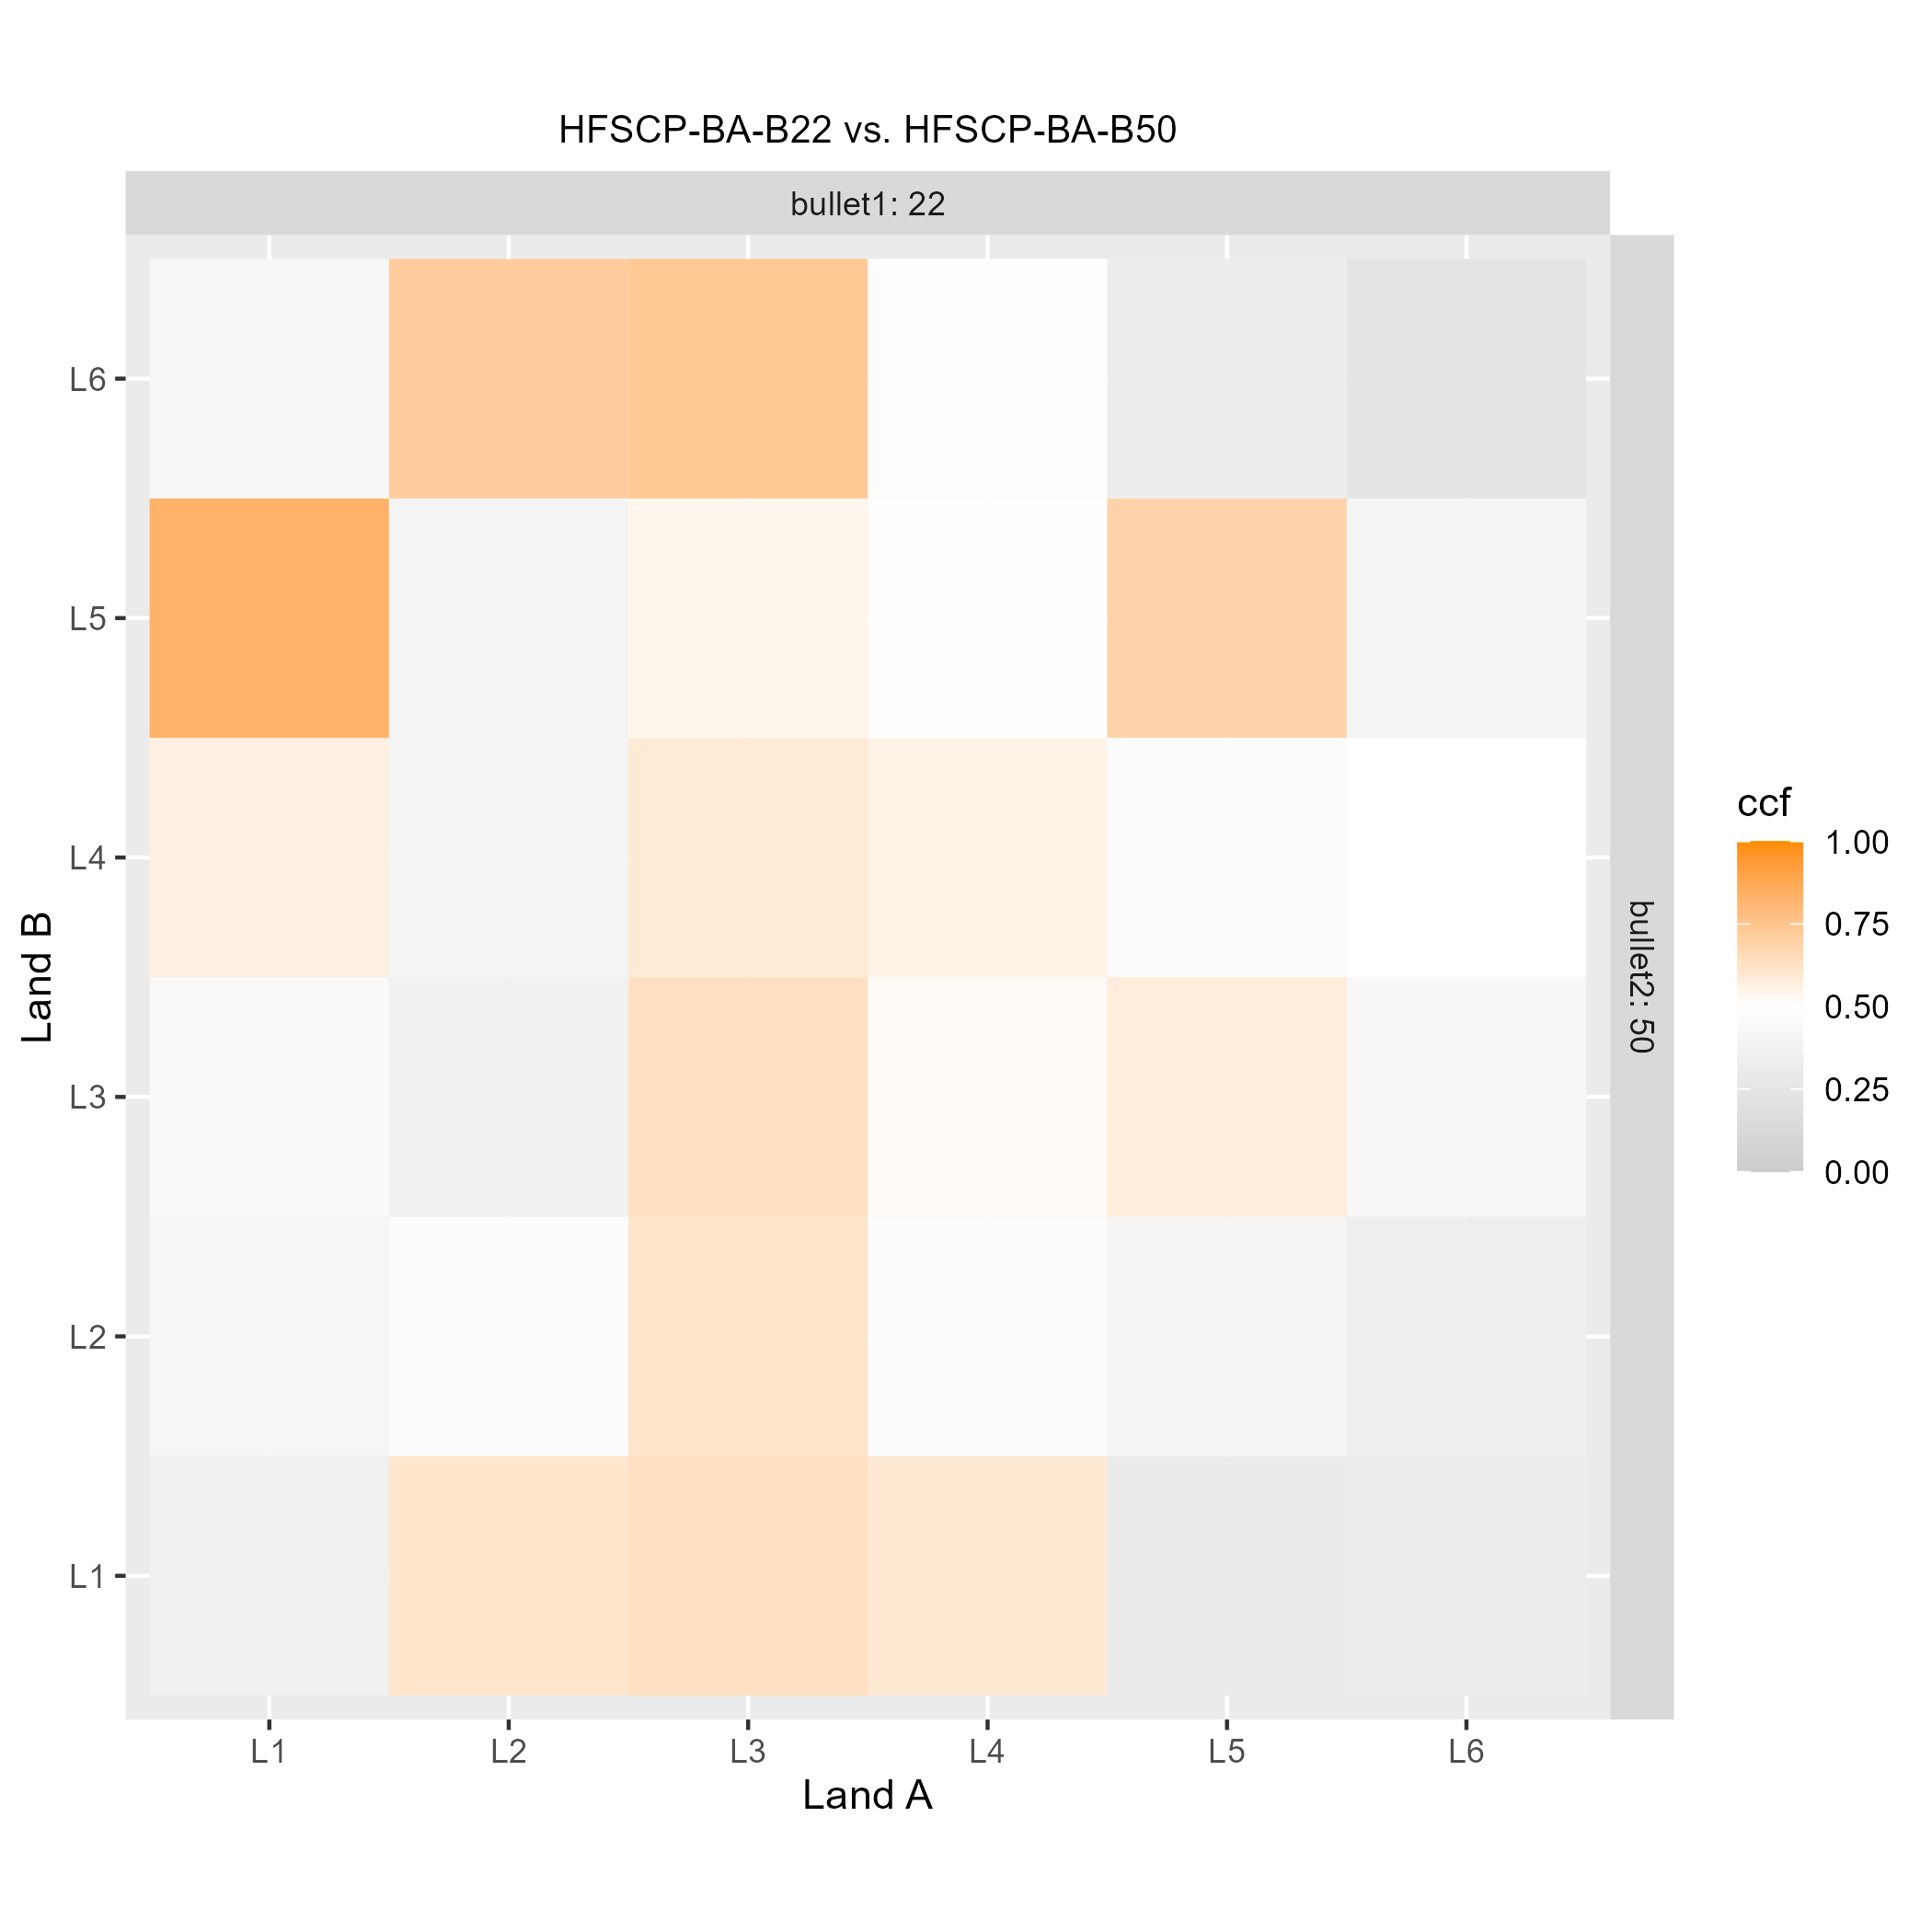 HFSCP-BA-B22 vs. HFSCP-BA-B50
bullet1: 22
L6
L5
L4
L3
L2
L1
Land B
bullet2: 50
L1 L2 L3 L4 L5 L6
Land A
ccf
1.00
0.75
0.50
0.25
0.00